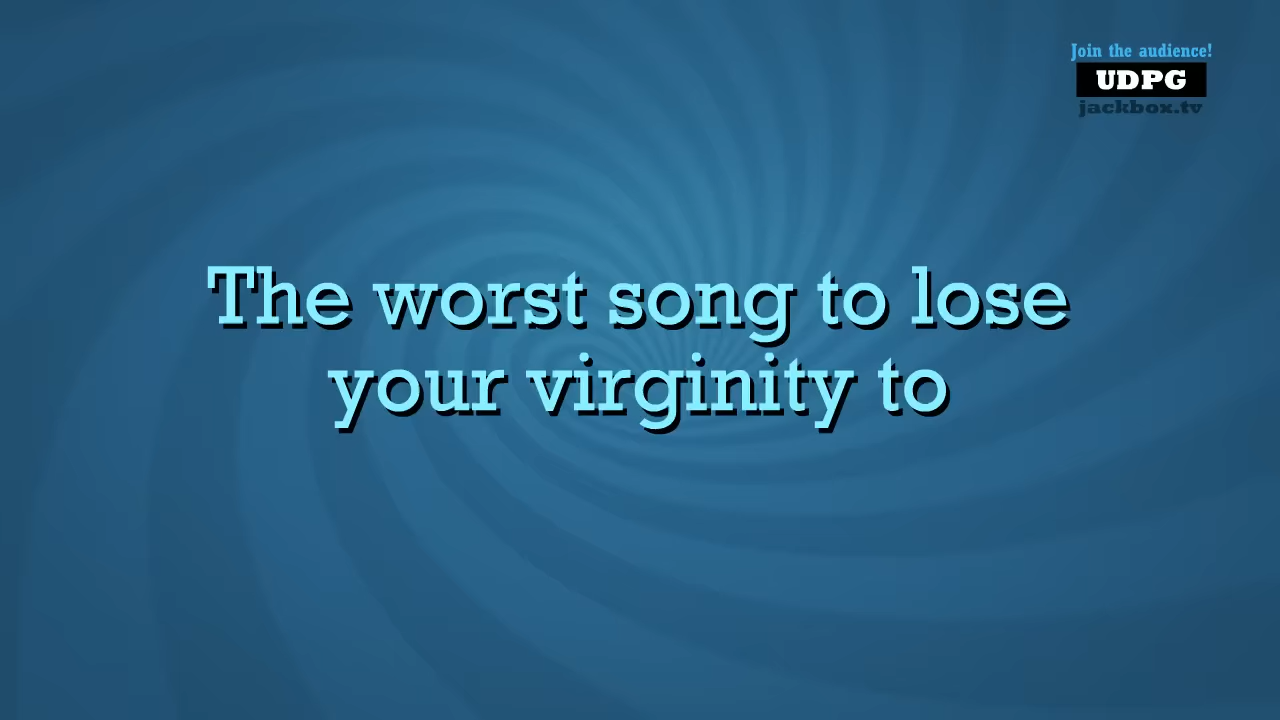 Join the audience!
UDPG
jackbox.tv
The worst song to lose
your virginity to